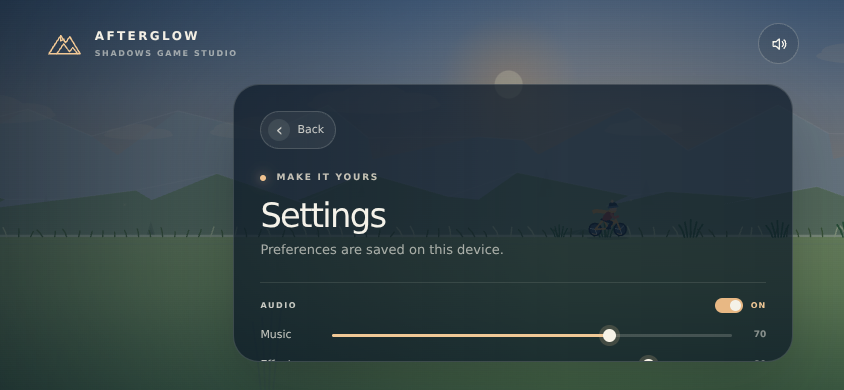 AFTERGLOW
SHADOWS GAME STUDIO
Back
MAKE IT YOURS
Settings
Preferences are saved on this device.
AUDIO ON
Music 70